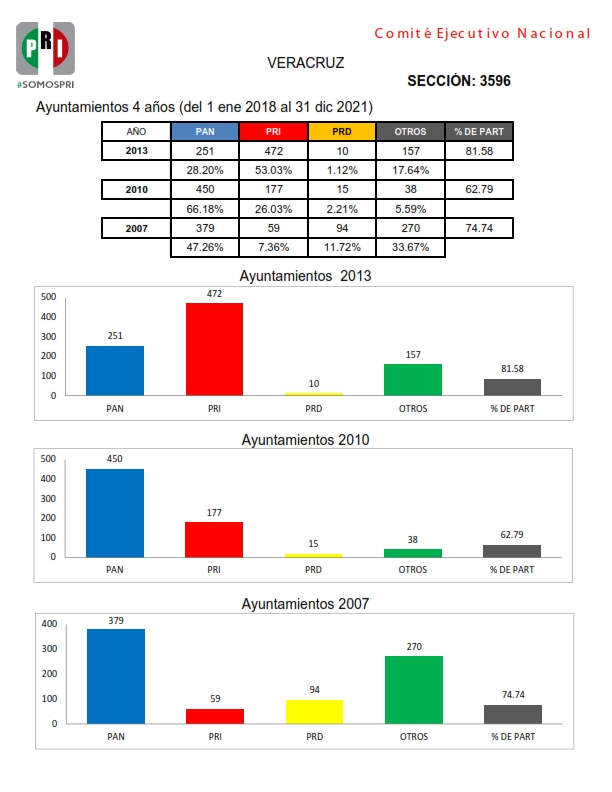 Comité Ejecutivo Nacional
PRI
#SOMOSPRI
VERACRUZ
SECCIÓN: 3596
Ayuntamientos 4 años (del 1 ene 2018 al 31 dic 2021)
AÑO PAN PRI PRD OTROS % DE PART
2013 251 472 10 157 81.58
28.20% 53.03% 1.12% 17.64%
2010 450 177 15 38 62.79
66.18% 26.03% 2.21% 5.59%
2007 379 59 94 270 74.74
47.26% 7.36% 11.72% 33.67%
Ayuntamientos 2013
500
400
300
200
100
0
251 472 10 157 81.58
PAN PRI PRD OTROS % DE PART
Ayuntamientos 2010
500
400
300
200
100
0
450 177 15 38 62.79
PAN PRI PRD OTROS % DE PART
Ayuntamientos 2007
400
300
200
100
0
379 59 94 270 74.74
PAN PRI PRD OTROS % DE PART